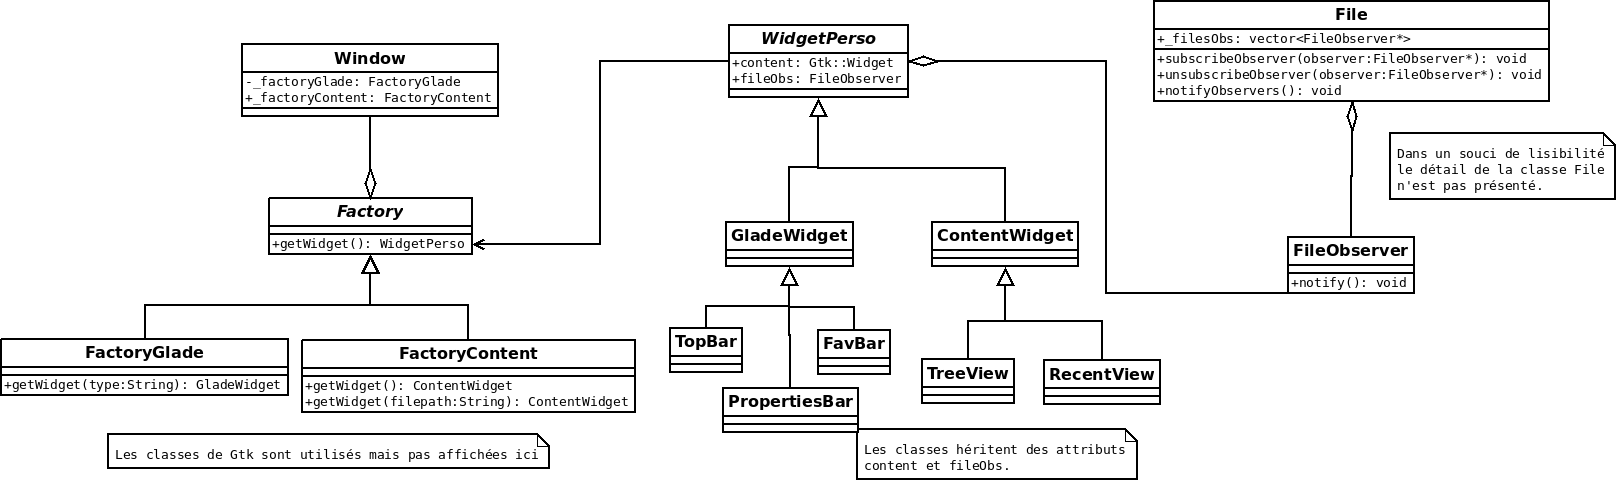 Window
-_factoryGlade: FactoryGlade
+_factoryContent: FactoryContent
Factory
+getWidget(): WidgetPerso
FactoryGlade
+getWidget(type:String): GladeWidget
FactoryContent
+getWidget(): ContentWidget
+getWidget(filepath:String): ContentWidget
Les classes de Gtk sont utilisés mais pas affichées ici
WidgetPerso
+content: Gtk::Widget
+fileObs: FileObserver
GladeWidget
ContentWidget
TopBar
FavBar
PropertiesBar
TreeView
RecentView
Les classes héritent des attributs
content et fileObs.
File
+_filesObs: vector<FileObserver*>
+subscribeObserver(observer:FileObserver*): void
+unsubscribeObserver(observer:FileObserver*): void
+notifyObservers(): void
Dans un souci de lisibilité
le détail de la classe File
n'est pas présenté.
FileObserver
+notify(): void